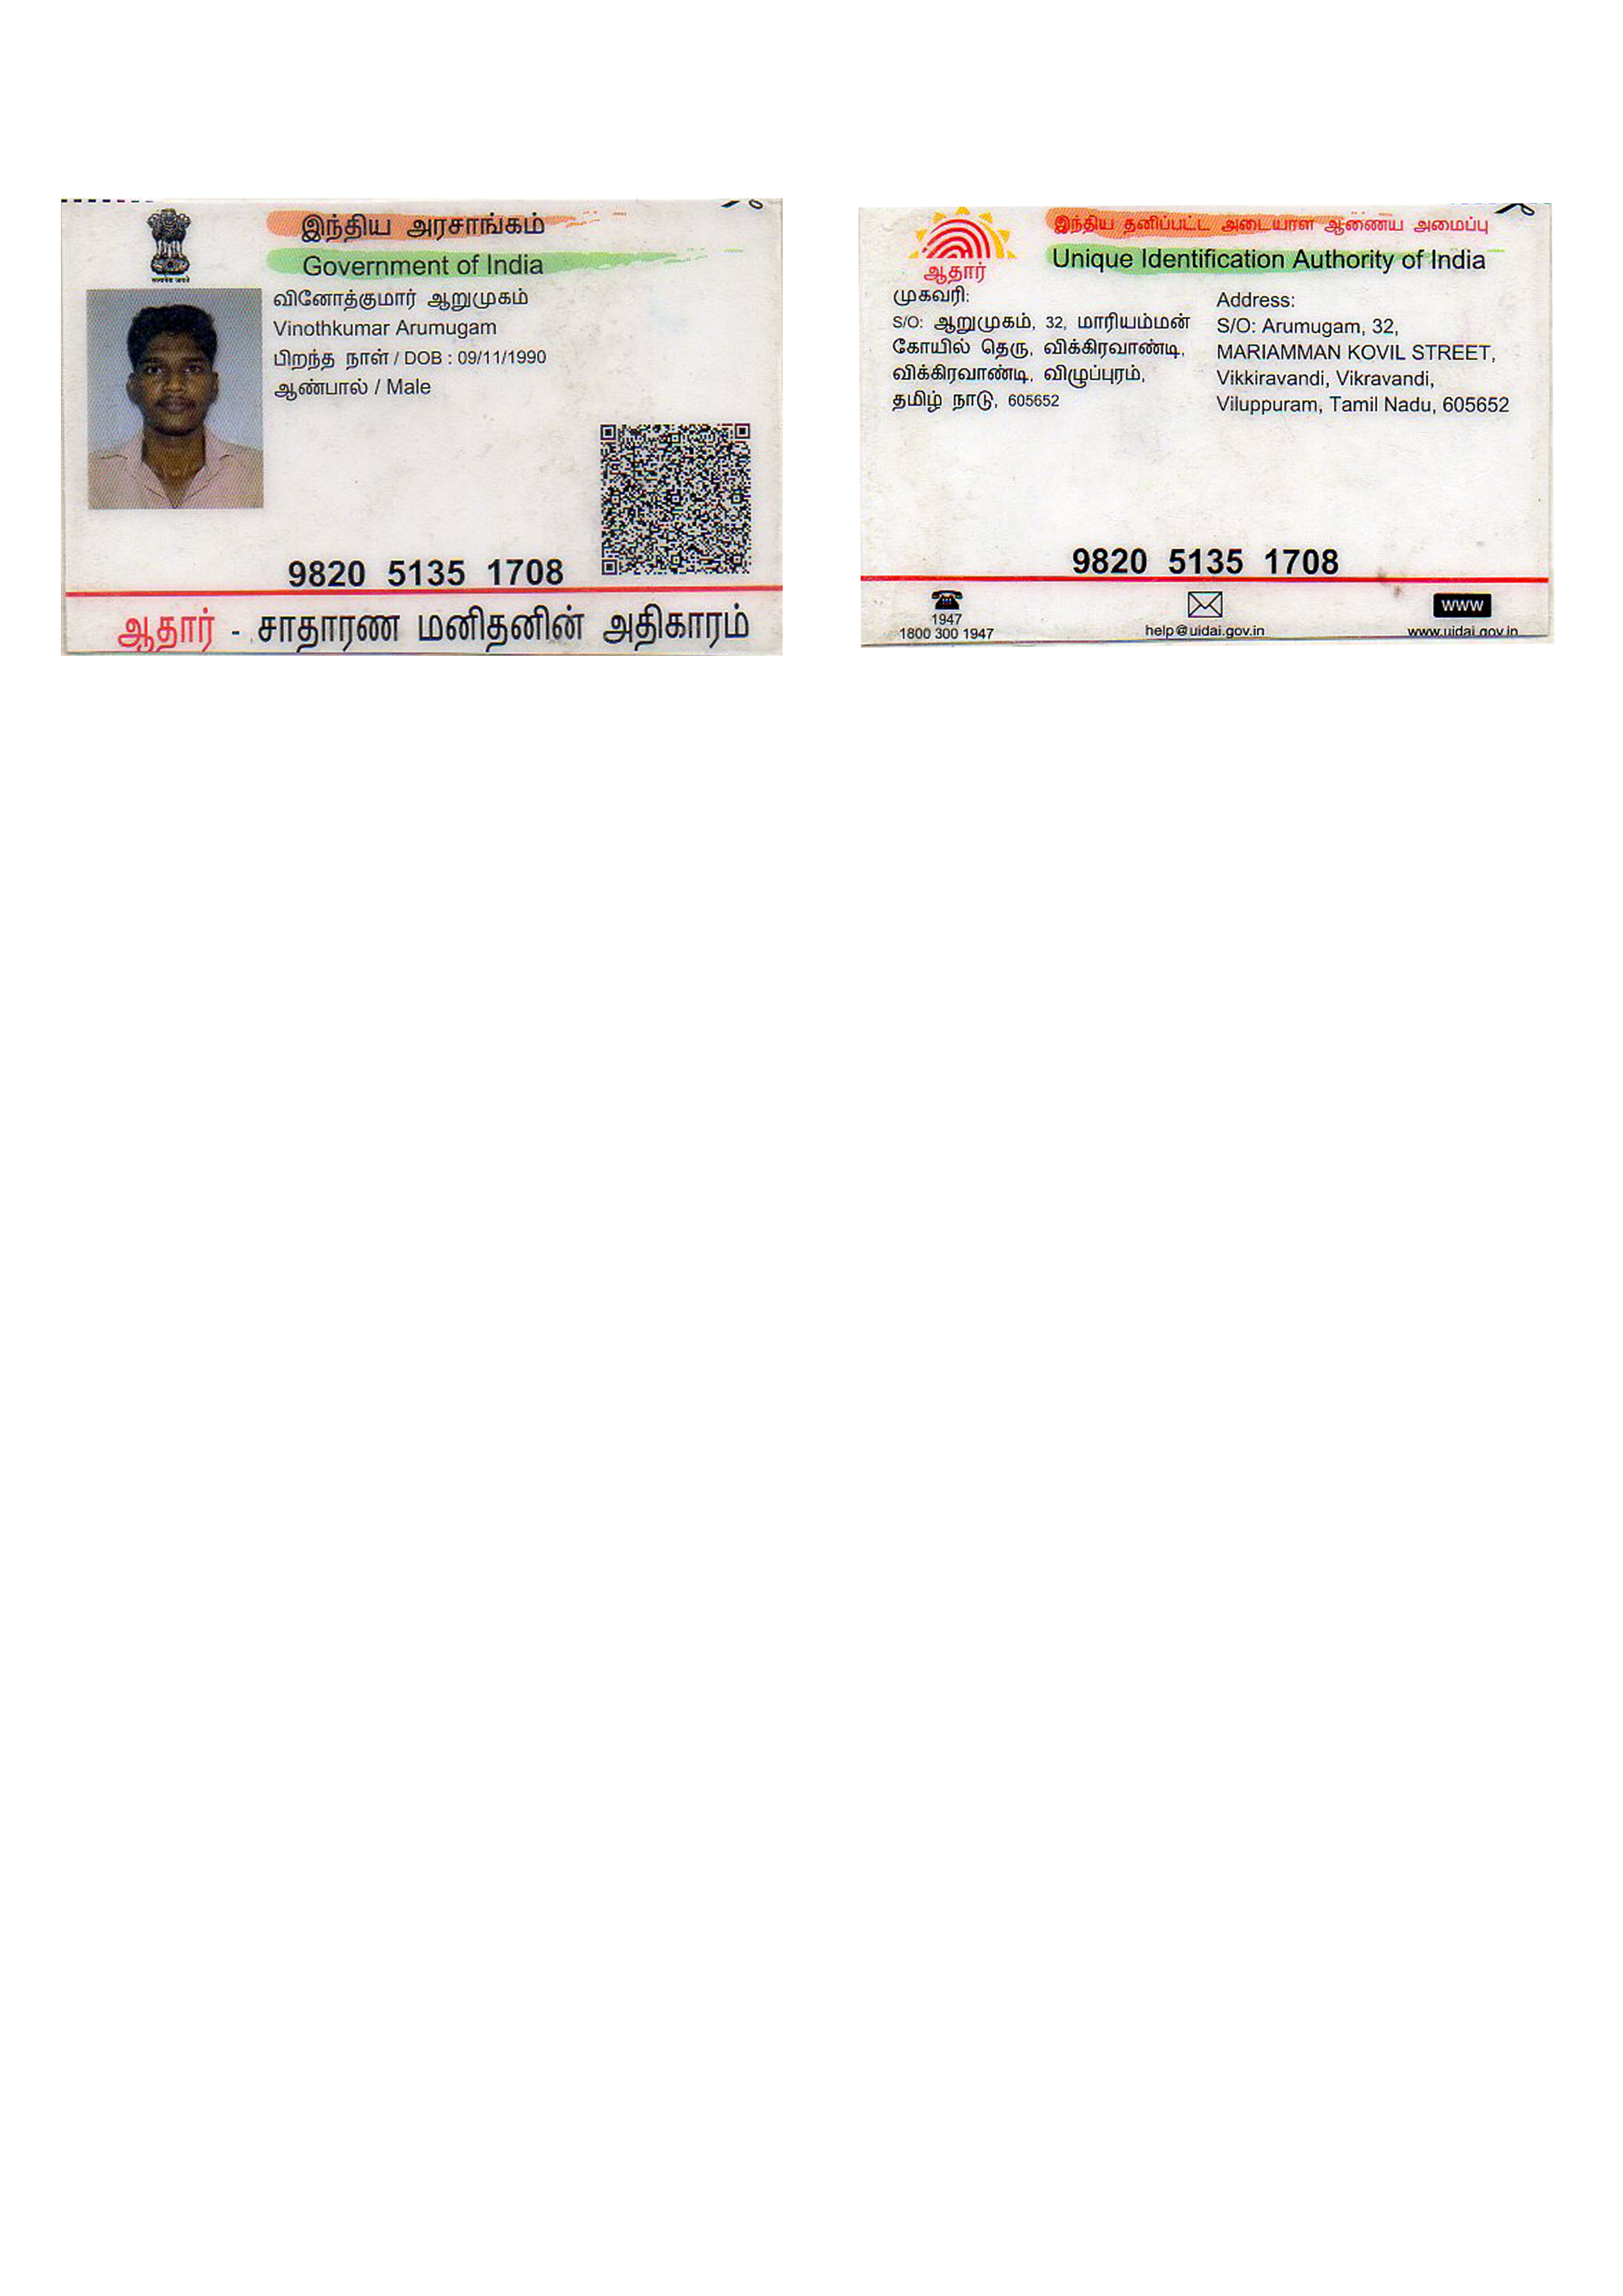 இந்திய அரசாங்கம்
Government of India
வினோத்குமார் ஆறுமுகம்
Vinothkumar Arumugam
பிறந்த நாள் / DOB : 09/11/1990
ஆண்பால் / Male
9820 5135 1708
ஆதார் - சாதாரண மனிதனின் அதிகாரம்
இந்திய தனிப்பட்ட அடையாள ஆணைய அமைப்பு
Unique Identification Authority of India
ஆதார்
முகவரி:
S/O: ஆறுமுகம், 32, மாரியம்மன்
கோயில் தெரு, விக்கிரவாண்டி,
விக்கிரவாண்டி, விழுப்புரம்,
தமிழ் நாடு, 605652
Address:
S/O: Arumugam, 32,
MARIAMMAN KOVIL STREET,
Vikkiravandi, Vikravandi,
Viluppuram, Tamil Nadu, 605652
9820 5135 1708
1947
1800 300 1947
help@uidai.gov.in
www
www.uidai.gov.in